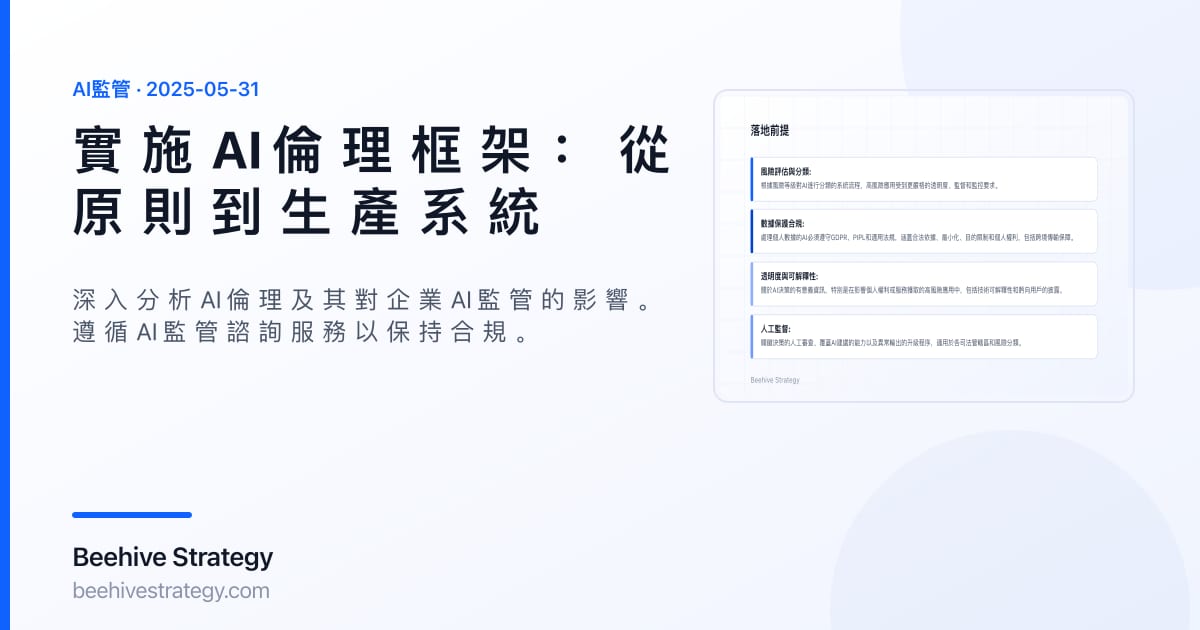 AI監管 · 2025-05-31
實施AI倫理框架： 從
原則到生產系統
深入分析AI倫理及其對企業AI監管的影響。
遵循AI監管諮詢服務以保持合規。
落地前提
風險評估與分類:
根據風險等級對AI進行分類的系統流程，高風險應用受到更嚴格的透明度、監督和監控要求。
數據保護合規:
處理個人數據的AI必須遵守GDPR、PIPL和適用法規，涵蓋合法依據、最小化、目的限制和個人權利，包括跨境傳輸保障。
透明度與可解釋性:
關於AI決策的有意義資訊，特別是在影響個人權利或服務獲取的高風險應用中，包括技術可解釋性和面向用戶的披露。
人工監督:
關鍵決策的人工審查，覆蓋AI建議的能力以及異常輸出的升級程序，適用於各司法管轄區和風險分類。
Beehive Strategy
Beehive Strategy
beehivestrategy.com